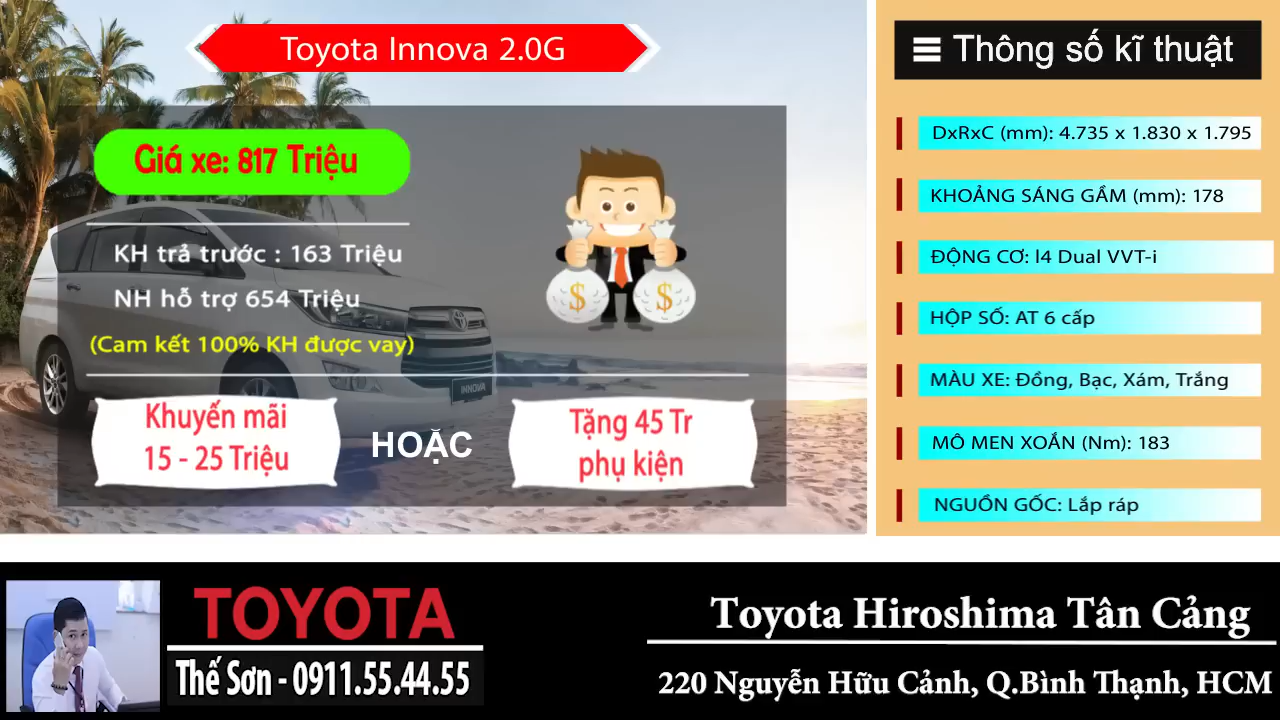 Toyota Innova 2.0G
Giá xe: 817 Triệu
KH trả trước : 163 Triệu
NH hỗ trợ 654 Triệu
(Cam kết 100% KH được vay)
Khuyến mãi
15 - 25 Triệu
HOẶC
Tặng 45 Tr
phụ kiện
$ $
INNOVA
Thông số kĩ thuật
DxRxC (mm): 4.735 x 1.830 x 1.795
KHOẢNG SÁNG GẦM (mm): 178
ĐỘNG CƠ: l4 Dual VVT-i
HỘP SỐ: AT 6 cấp
MÀU XE: Đồng, Bạc, Xám, Trắng
MÔ MEN XOẮN (Nm): 183
NGUỒN GỐC: Lắp ráp
TOYOTA
Thế Sơn - 0911.55.44.55
Toyota Hiroshima Tân Cảng
220 Nguyễn Hữu Cảnh, Q.Bình Thạnh, HCM